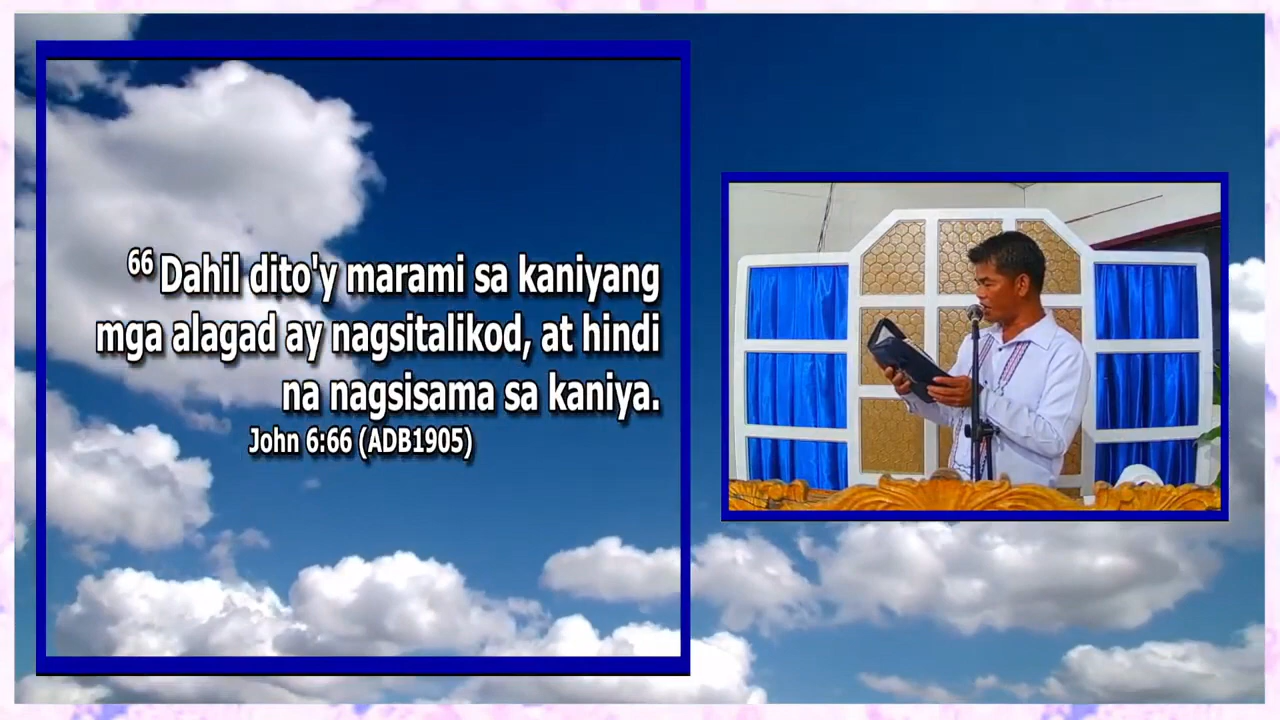 66 Dahil dito'y marami sa kaniyang
mga alagad ay nagsitalikod, at hindi
na nagsisama sa kaniya.
John 6:66 (ADB1905)